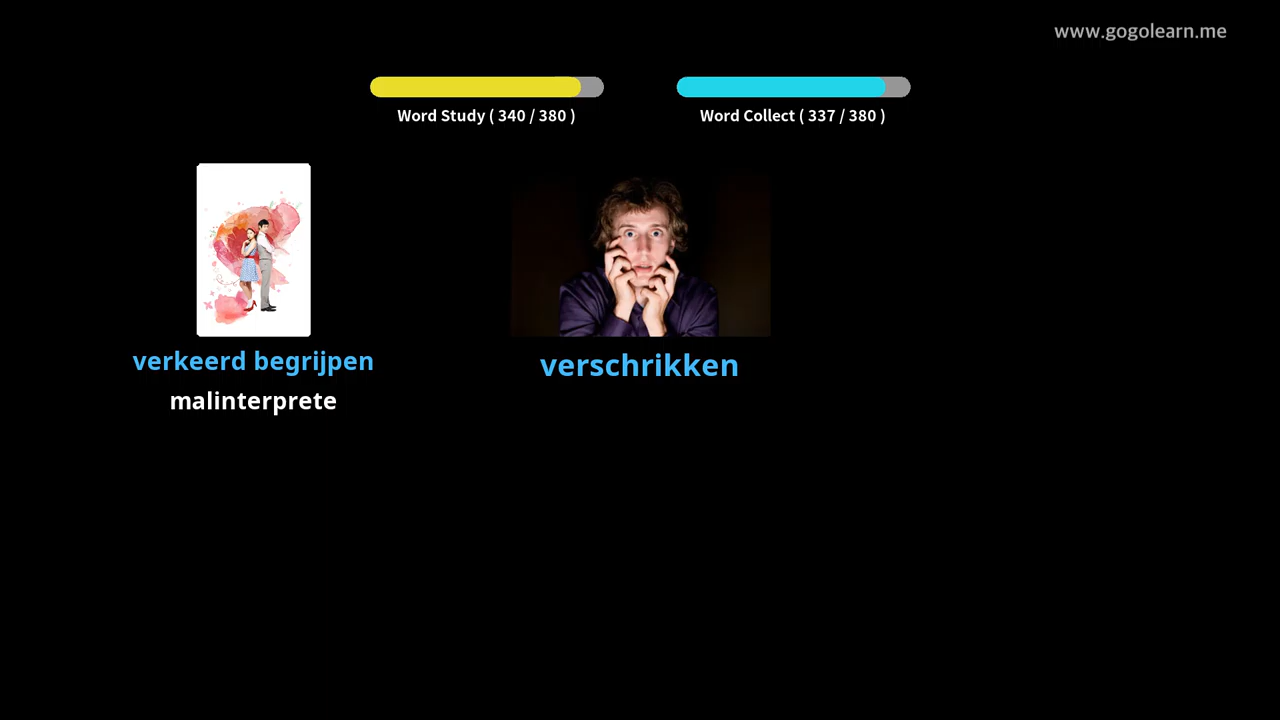 www.gogolearn.me
Word Study ( 340 / 380 )
Word Collect ( 337 / 380 )
verkeerd begrijpen
malinterprete
verschrikken